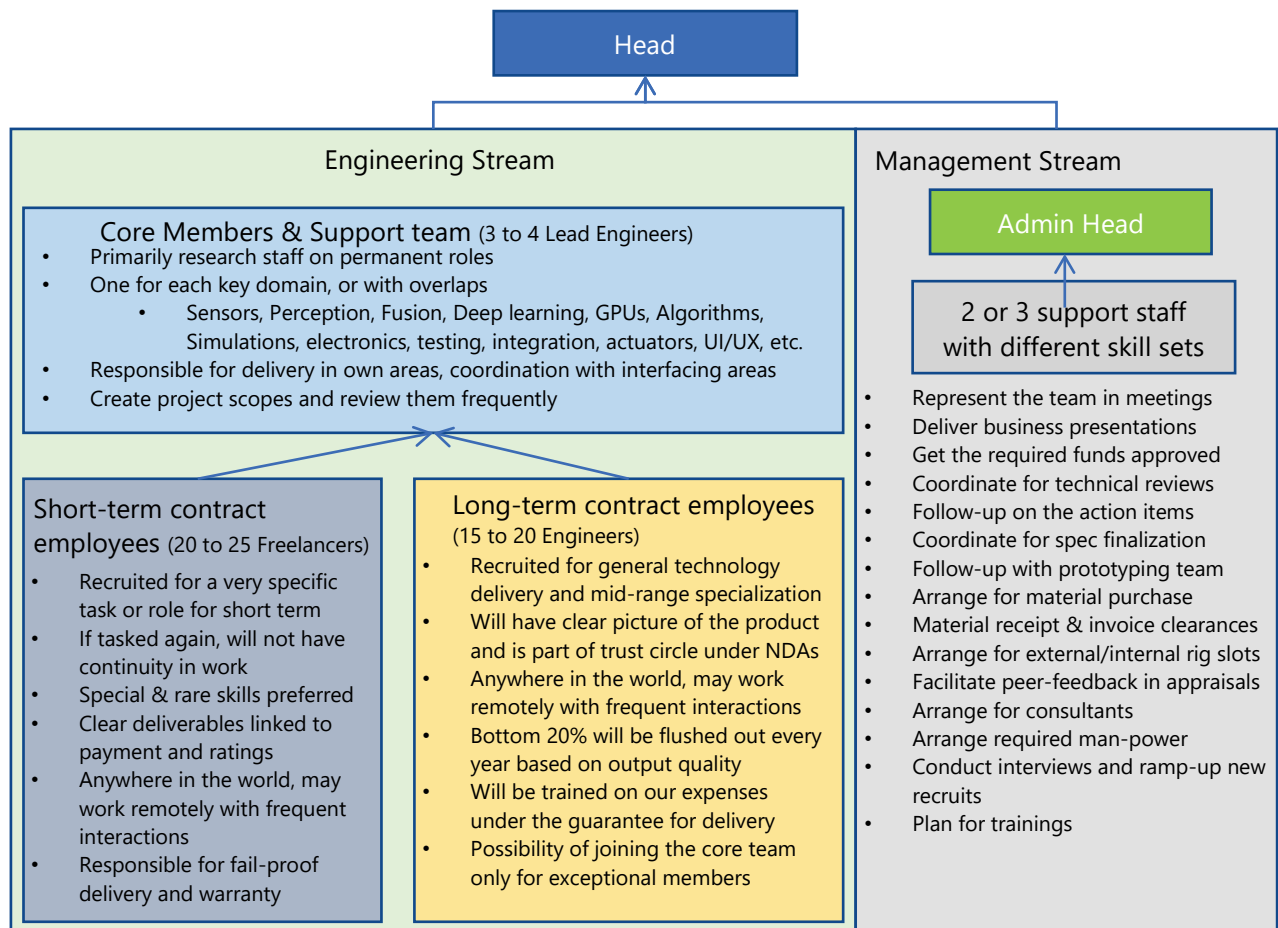 Head
Engineering Stream
Core Members & Support team (3 to 4 Lead Engineers)
• Primarily research staff on permanent roles
• One for each key domain, or with overlaps
• Sensors, Perception, Fusion, Deep learning, GPUs, Algorithms,
Simulations, electronics, testing, integration, actuators, UI/UX, etc.
• Responsible for delivery in own areas, coordination with interfacing areas
• Create project scopes and review them frequently
Short-term contract
employees (20 to 25 Freelancers)
• Recruited for a very specific
task or role for short term
• If tasked again, will not have
continuity in work
• Special & rare skills preferred
• Clear deliverables linked to
payment and ratings
• Anywhere in the world, may
work remotely with frequent
interactions
• Responsible for fail-proof
delivery and warranty
Long-term contract employees
(15 to 20 Engineers)
• Recruited for general technology
delivery and mid-range specialization
• Will have clear picture of the product
and is part of trust circle under NDAs
• Anywhere in the world, may work
remotely with frequent interactions
• Bottom 20% will be flushed out every
year based on output quality
• Will be trained on our expenses
under the guarantee for delivery
• Possibility of joining the core team
only for exceptional members
Management Stream
Admin Head
2 or 3 support staff
with different skill sets
• Represent the team in meetings
• Deliver business presentations
• Get the required funds approved
• Coordinate for technical reviews
• Follow-up on the action items
• Coordinate for spec finalization
• Follow-up with prototyping team
• Arrange for material purchase
• Material receipt & invoice clearances
• Arrange for external/internal rig slots
• Facilitate peer-feedback in appraisals
• Arrange for consultants
• Arrange required man-power
• Conduct interviews and ramp-up new
recruits
• Plan for trainings